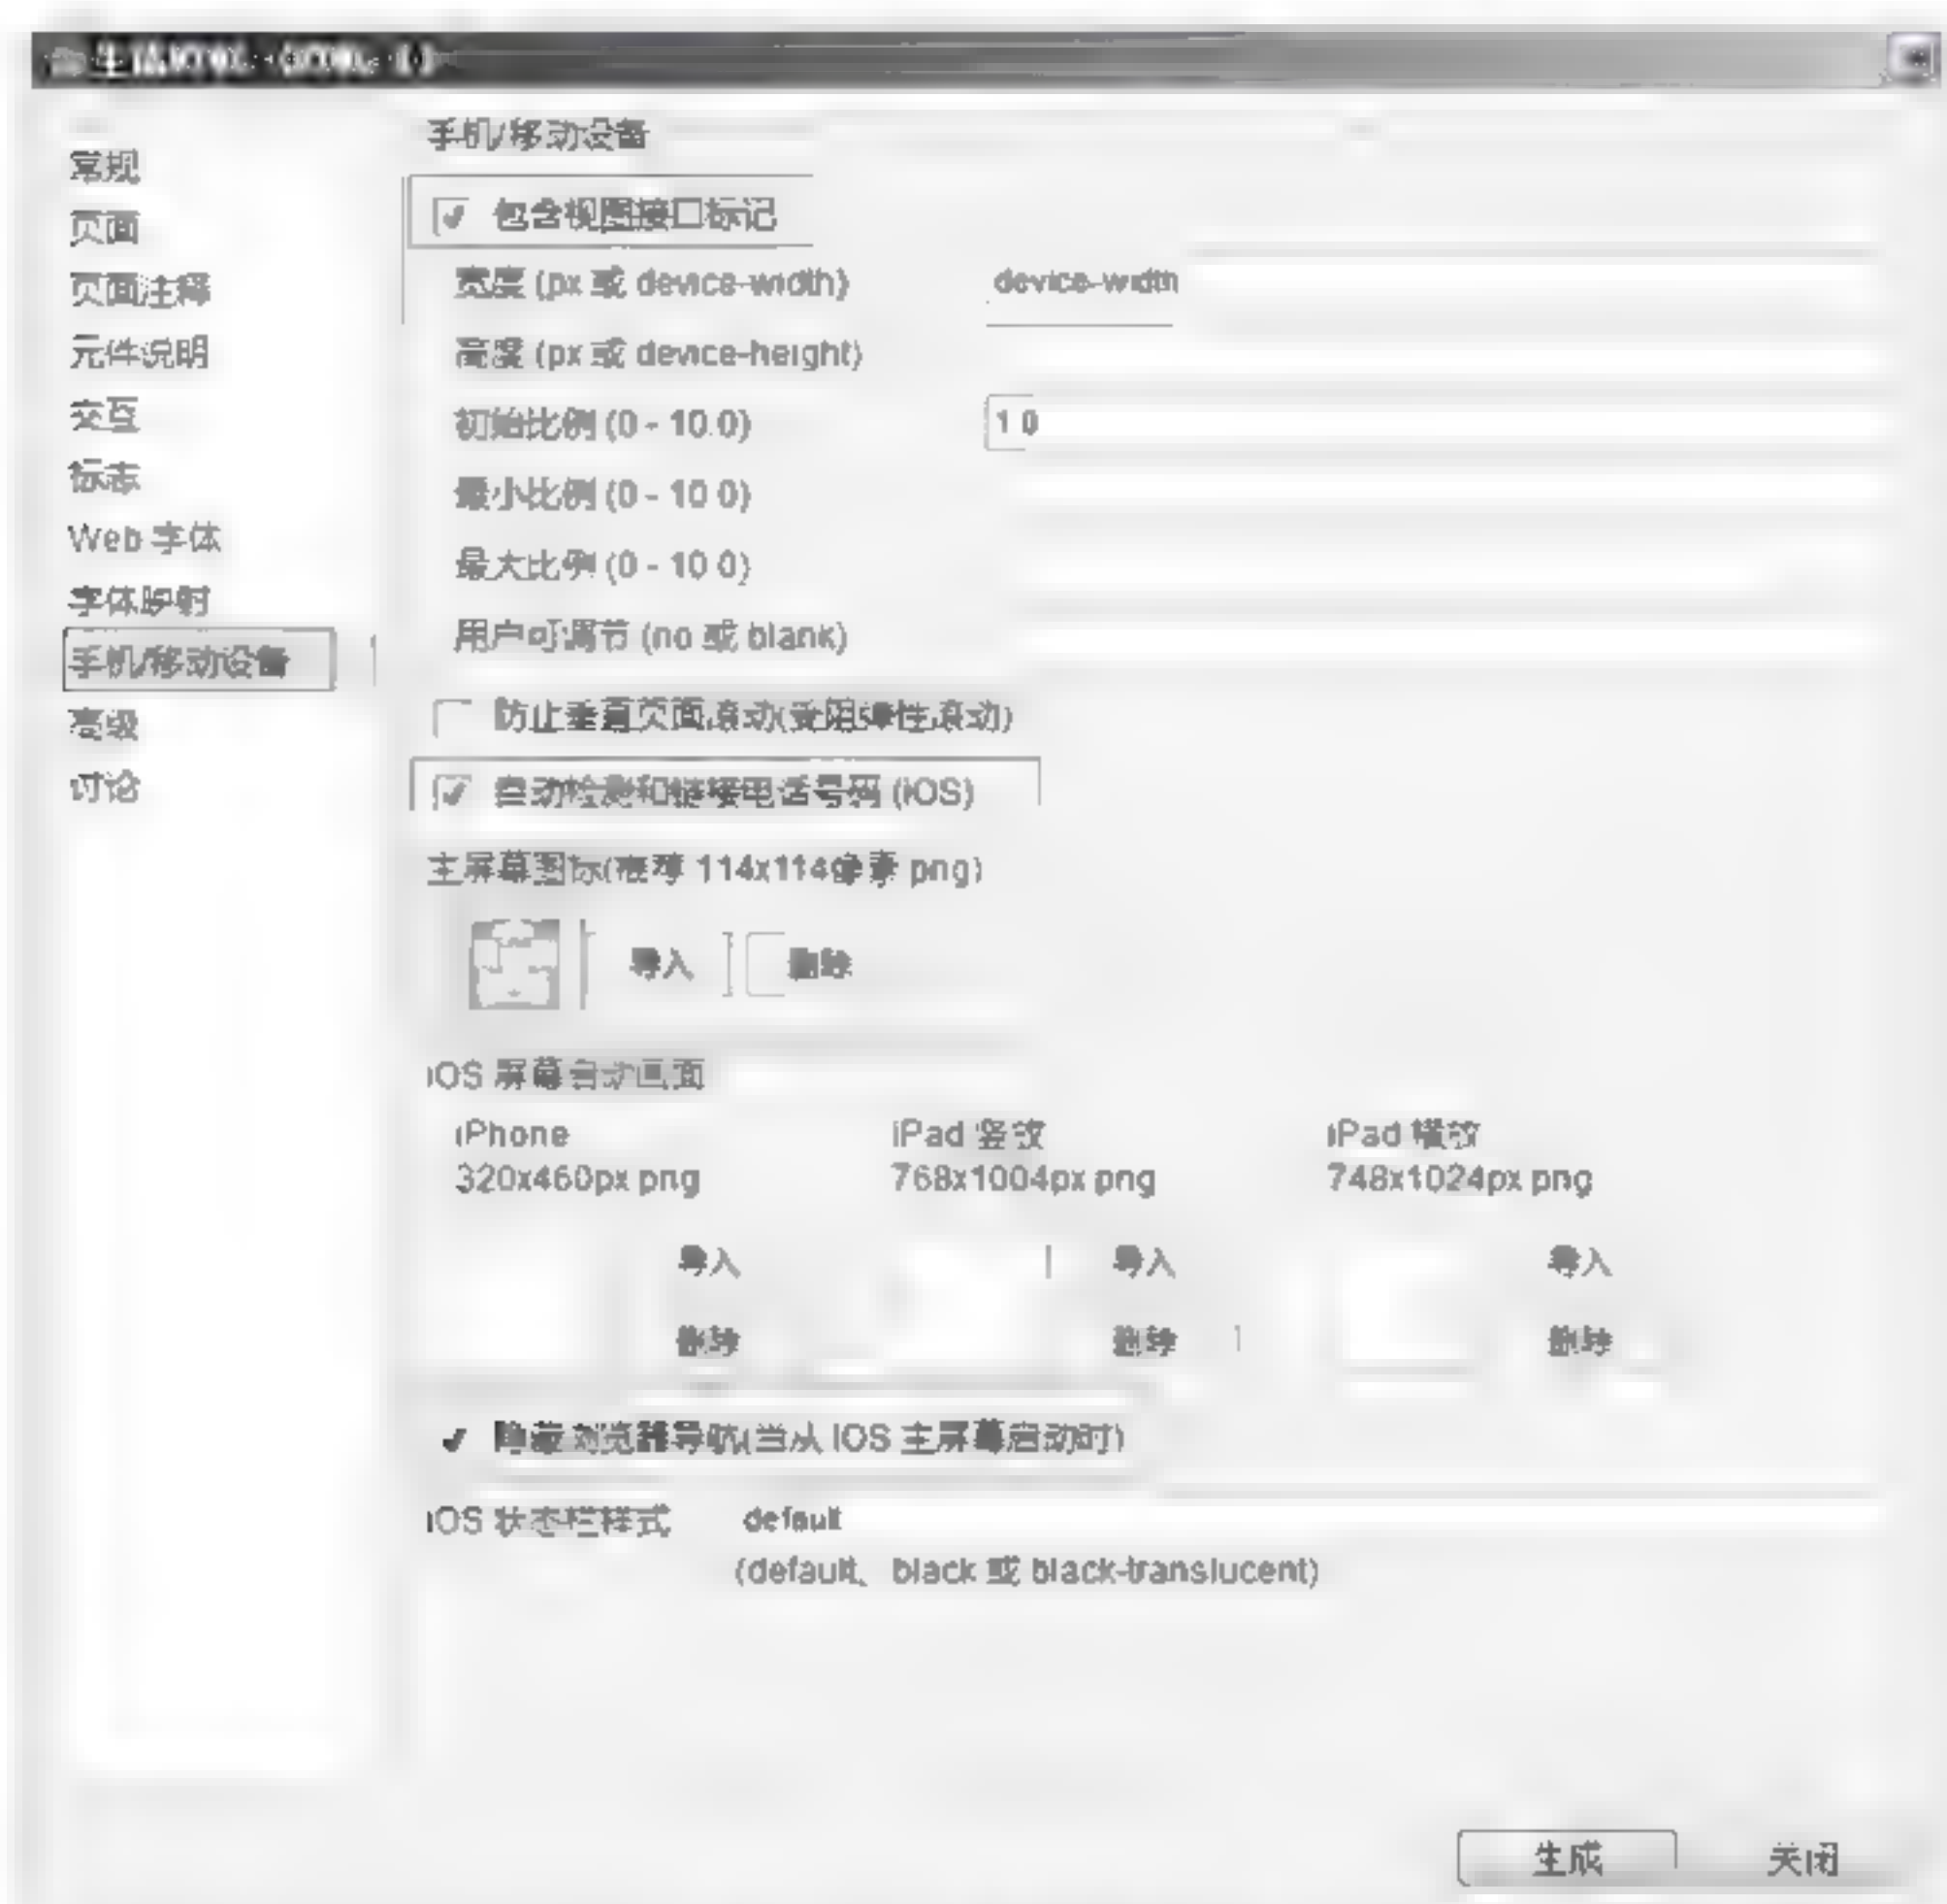 生成HTML
常规
页面
页面注释
元件说明
交互
标志
Web 字体
字体映射
手机/移动设备
高级
讨论
手机/移动设备
包含视图接口标记
宽度 (px 或 device-width) device-width
高度 (px 或 device-height)
初始比例 (0 - 10.0) 1.0
最小比例 (0 - 10.0)
最大比例 (0 - 10.0)
用户可调节 (no 或 blank)
防止垂直页面滚动(受阻弹性滚动)
自动检测和链接电话号码 (iOS)
主屏幕图标(推荐 114x114像素 png)
导入 删除
iOS 屏幕启动画面
iPhone iPad 竖放 iPad 横放
320x460px png 768x1004px png 748x1024px png
导入 导入 导入
删除 删除 删除
隐藏浏览器导航(当从 IOS 主屏幕启动时)
iOS 状态栏样式 default
(default、black 或 black-translucent)
生成 关闭